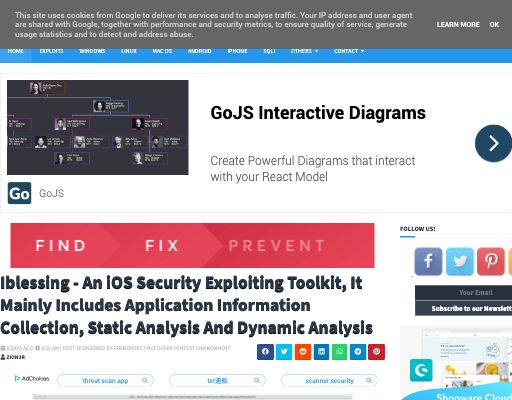 This site uses cookies from Google to deliver its services and to analyse traffic. Your IP address and user agent
are shared with Google, together with performance and security metrics, to ensure quality of service, generate
usage statistics and to detect and address abuse.
LEARN MORE OK
HOME EXPLOITS WINDOWS LINUX MAC OS ANDROID IPHONE SQLI OTHERS CONTACT
GoJS Interactive Diagrams
Create Powerful Diagrams that interact
with your React Model
Go GoJS
FIND FIX PREVENT
FOLLOW US!
Iblessing - An iOS Security Exploiting Toolkit, It
Mainly Includes Application Information
Collection, Static Analysis And Dynamic Analysis
Your Email
Subscribe to our Newslett
8:30 AM | POST SPONSORED BY FARADAYSEC | MULTIUSER PENTEST ENVIRONMENT
ZION3R
AdChoices
threat scan app
txt通販
scanner security
Shopware Cloud